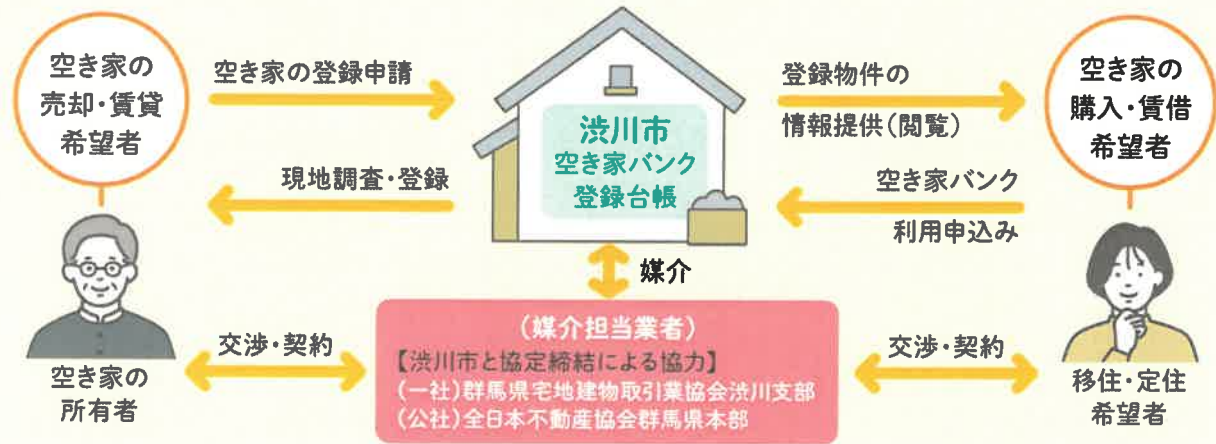 空き家の
売却・賃貸
希望者
空き家の登録申請
現地調査・登録
渋川市
空き家バンク
登録台帳
登録物件の
情報提供(閲覧)
空き家バンク
利用申込み
空き家の
購入・賃借
希望者
媒介
(媒介担当業者)
【渋川市と協定締結による協力】
(一社)群馬県宅地建物取引業協会渋川支部
(公社)全日本不動産協会群馬県本部
交渉・契約
空き家の
所有者
交渉・契約
移住・定住
希望者